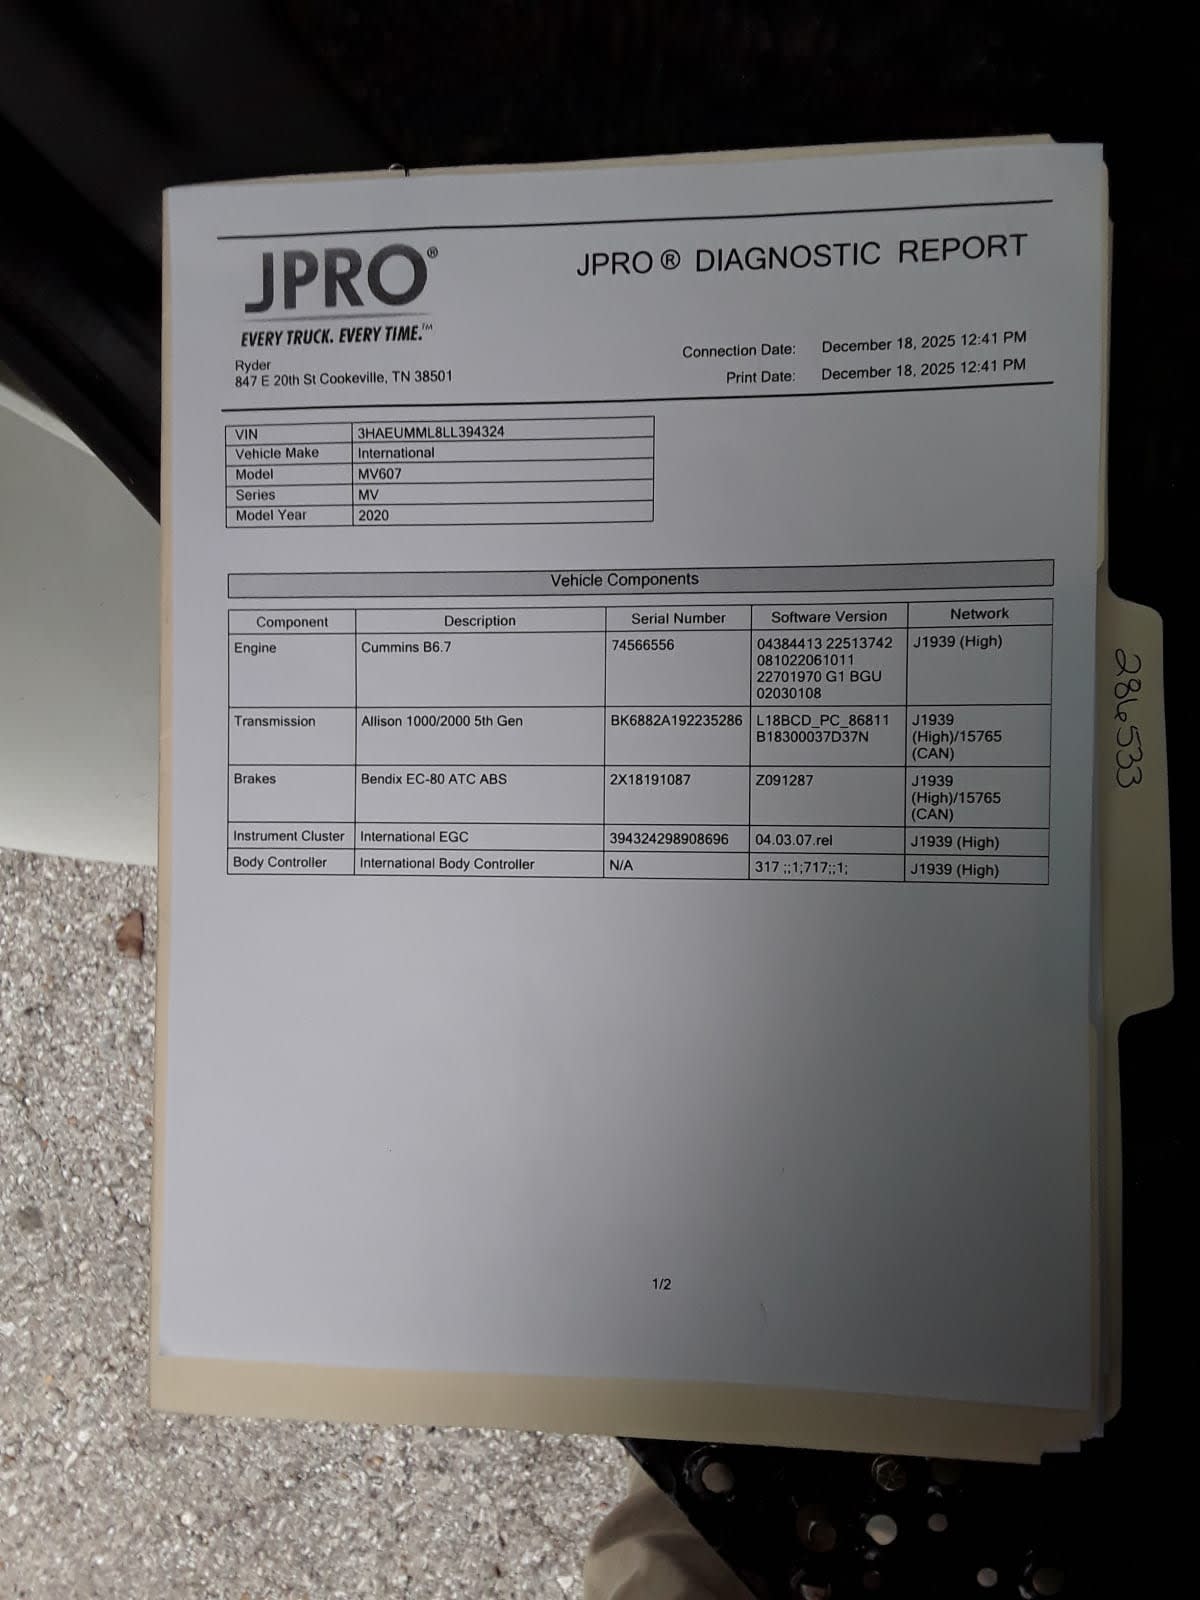 JPRO®
EVERY TRUCK. EVERY TIME.™
JPRO ® DIAGNOSTIC REPORT
Ryder
847 E 20th St Cookeville, TN 38501
Connection Date: December 18, 2025 12:41 PM
Print Date: December 18, 2025 12:41 PM
VIN 3HAEUMML8LL394324
Vehicle Make International
Model MV607
Series MV
Model Year 2020
Vehicle Components
Component Description Serial Number Software Version Network
Engine Cummins B6.7 74566556 04384413 22513742 J1939 (High)
081022061011
22701970 G1 BGU
02030108
Transmission Allison 1000/2000 5th Gen BK6882A192235286 L18BCD_PC_86811 J1939
B18300037D37N (High)/15765
(CAN)
Brakes Bendix EC-80 ATC ABS 2X18191087 Z091287 J1939
(High)/15765
(CAN)
Instrument Cluster International EGC 394324298908696 04.03.07.rel J1939 (High)
Body Controller International Body Controller N/A 317 ;;1;717;;1; J1939 (High)
1/2
286533